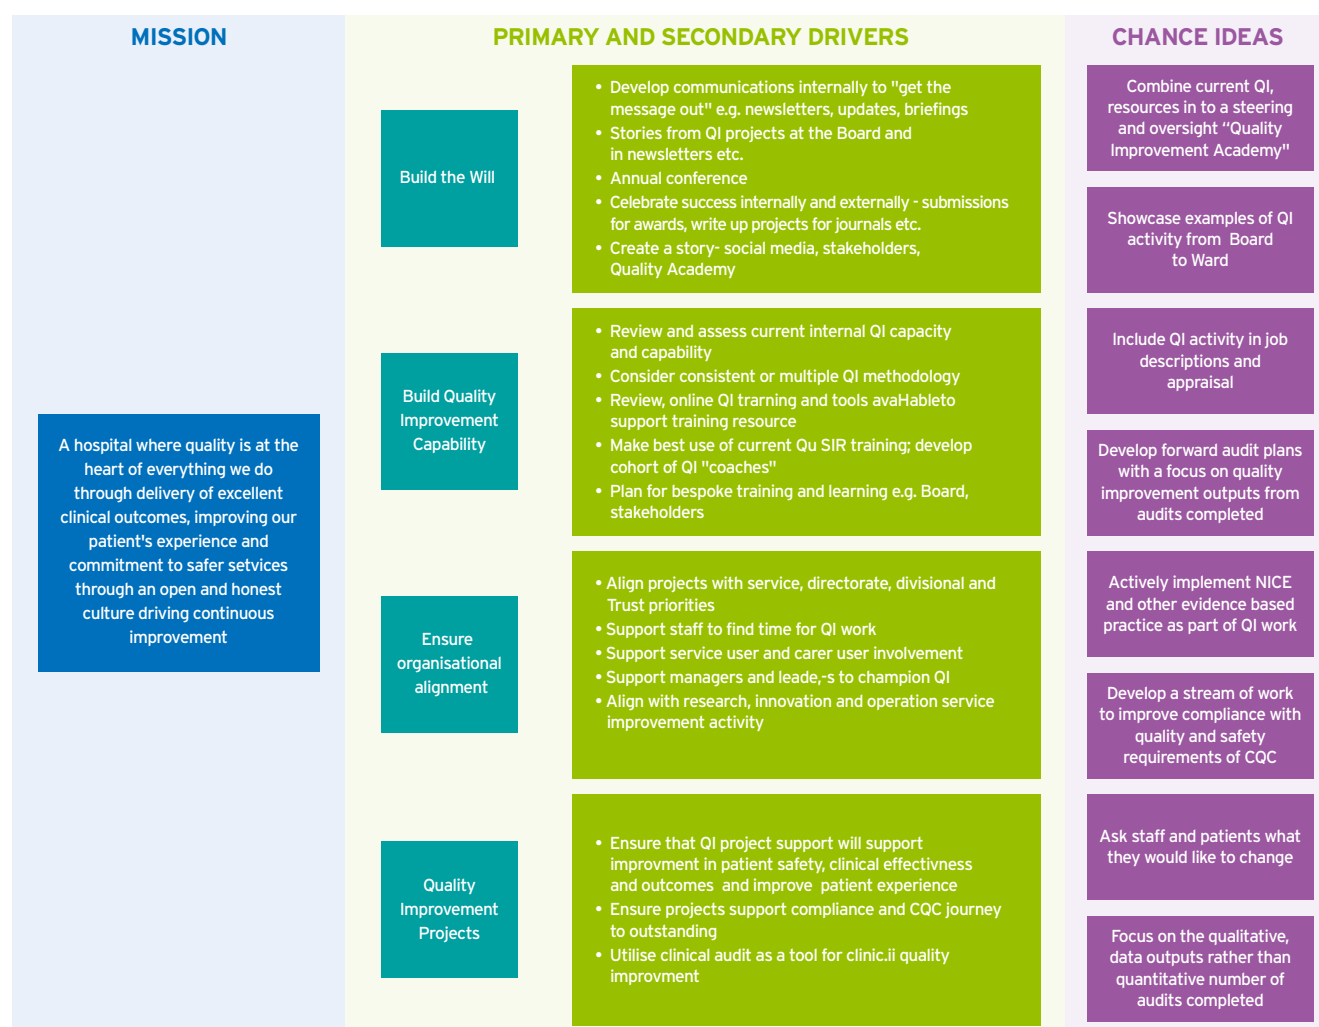 MISSION
A hospital where quality is at the
heart of everything we do
through delivery of excellent
clinical outcomes, improving our
patient's experience and
commitment to safer setvices
through an open and honest
culture driving continuous
improvement
PRIMARY AND SECONDARY DRIVERS
Build the Will
• Develop communications internally to "get the
message out" e.g. newsletters, updates, briefings
• Stories from QI projects at the Board and
in newsletters etc.
• Annual conference
• Celebrate success internally and externally - submissions
for awards, write up projects for journals etc.
• Create a story- social media, stakeholders,
Quality Academy
Build Quality
Improvement
Capability
• Review and assess current internal QI capacity
and capability
• Consider consistent or multiple QI methodology
• Review, online QI trarning and tools avaHableto
support training resource
• Make best use of current Qu SIR training; develop
cohort of QI "coaches"
• Plan for bespoke training and learning e.g. Board,
stakeholders
Ensure
organisational
alignment
• Align projects with service, directorate, divisional and
Trust priorities
• Support staff to find time for QI work
• Support service user and carer user involvement
• Support managers and leade,-s to champion QI
• Align with research, innovation and operation service
improvement activity
Quality
Improvement
Projects
• Ensure that QI project support will support
improvment in patient safety, clinical effectivness
and outcomes  and improve  patient experience
• Ensure projects support compliance and CQC journey
to outstanding
• Utilise clinical audit as a tool for clinic.ii quality
improvment
CHANCE IDEAS
Combine current QI,
resources in to a steering
and oversight “Quality
Improvement Academy"
Showcase examples of QI
activity from  Board
to Ward
Include QI activity in job
descriptions and
appraisal
Develop forward audit plans
with a focus on quality
improvement outputs from
audits completed
Actively implement NICE
and other evidence based
practice as part of QI work
Develop a stream of work
to improve compliance with
quality and safety
requirements of CQC
Ask staff and patients what
they would like to change
Focus on the qualitative,
data outputs rather than
quantitative number of
audits completed